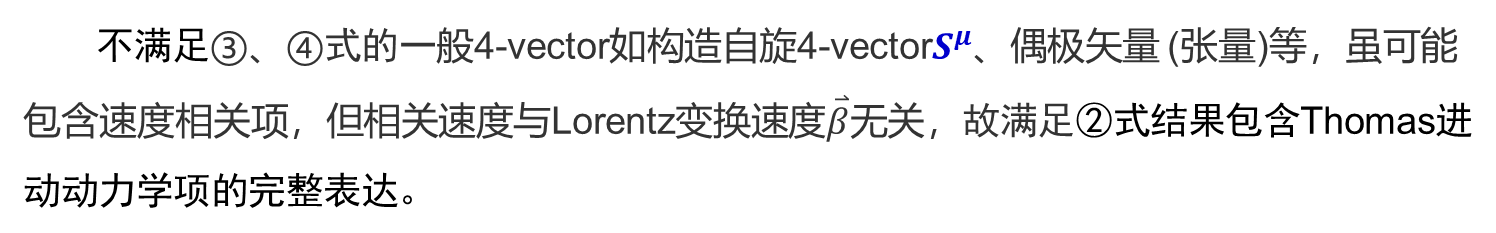 不满足③、④式的一般4-vector如构造自旋4-vector𝑺^𝝁、偶极矢量 (张量)等，虽可能
包含速度相关项，但相关速度与Lorentz变换速度β⃗无关，故满足②式结果包含Thomas进
动动力学项的完整表达。